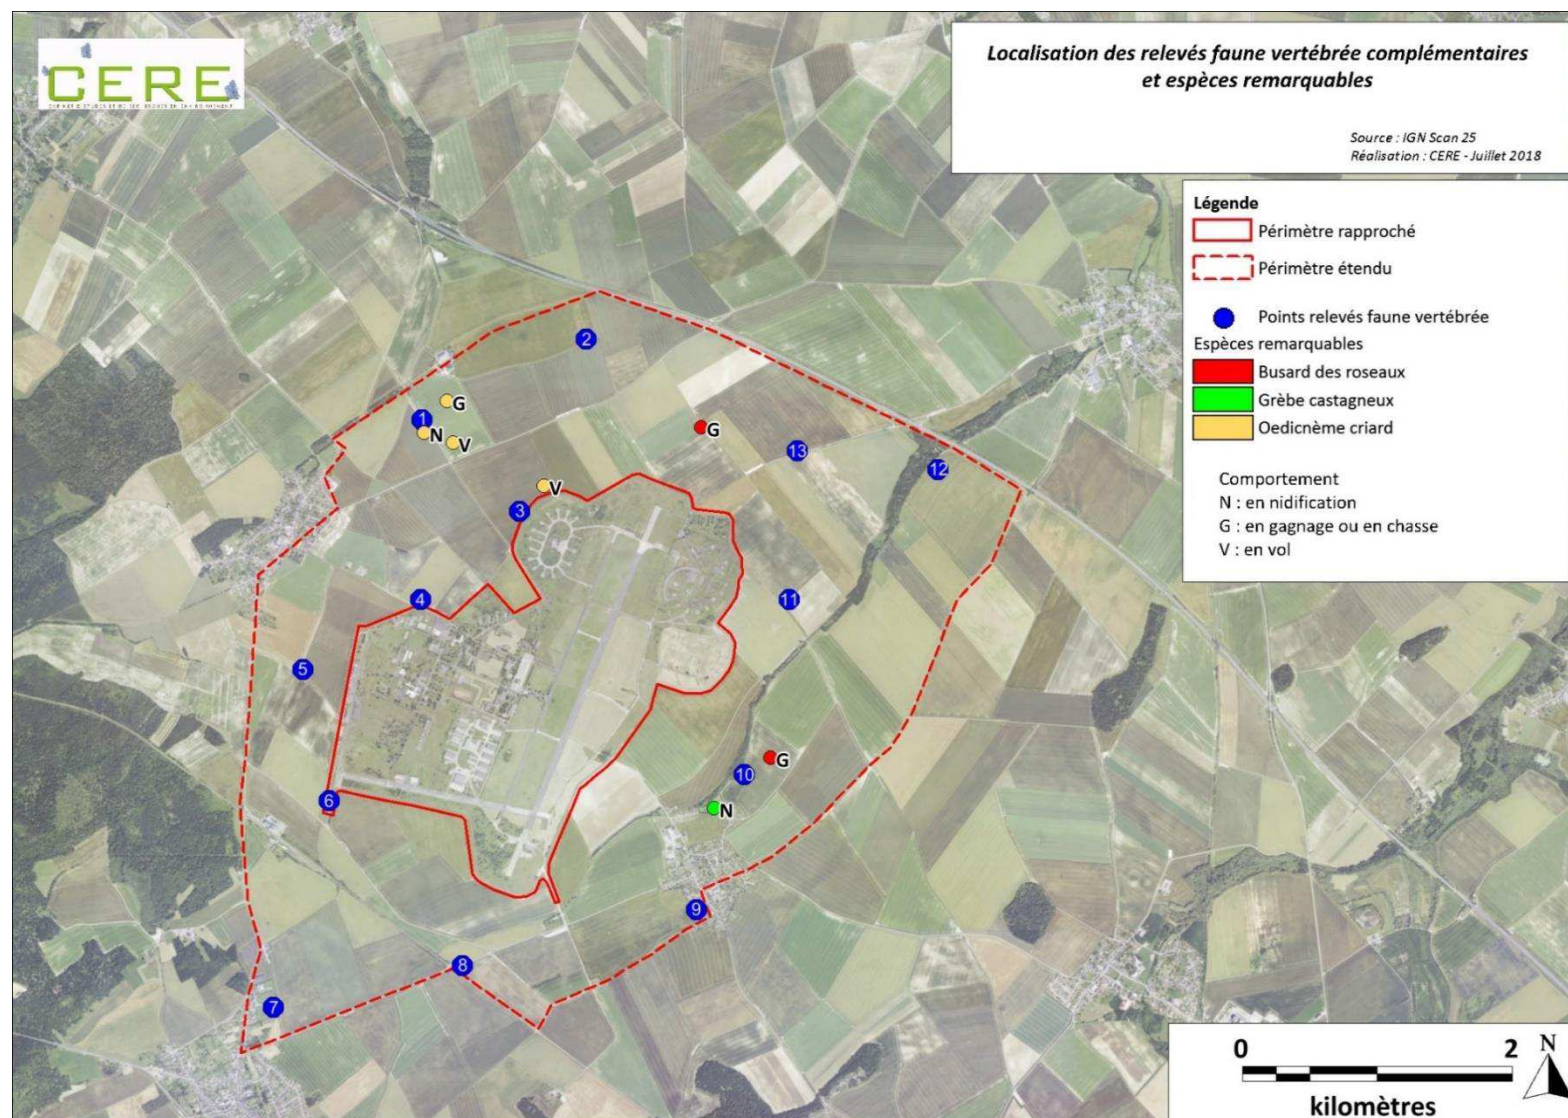 CERE
Localisation des relevés faune vertébrée complémentaires
et espèces remarquables
Source : IGN Scan 25
Réalisation : CERE - Juillet 2018
Légende
Périmètre rapproché
Périmètre étendu
Points relevés faune vertébrée
Espèces remarquables
Busard des roseaux
Grèbe castagneux
Oedicnème criard
Comportement
N : en nidification
G : en gagnage ou en chasse
V : en vol
2
G
1
N
V
G
13
12
V
3
4
11
5
G
10
6
N
9
8
7
0 2
kilomètres
N